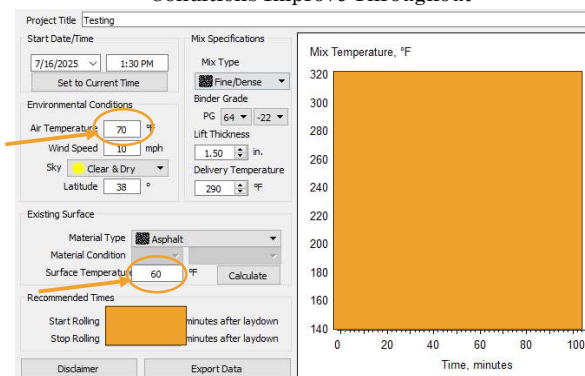 Conditions Improve Throughout
Project Title Testing
Start Date/Time
7/16/2025 1:30 PM
Set to Current Time
Environmental Conditions
Air Temperature 70 °F
Wind Speed 10 mph
Sky Clear & Dry
Latitude 38 °
Mix Specifications
Mix Type
Fine/Dense
Binder Grade
PG 64 -22
Lift Thickness
1.50 in.
Delivery Temperature
290 °F
Existing Surface
Material Type Asphalt
Material Condition
Surface Temperature 60 °F Calculate
Recommended Times
Start Rolling minutes after laydown
Stop Rolling minutes after laydown
Disclaimer Export Data
Mix Temperature, °F
320
300
280
260
240
220
200
180
160
140
0 20 40 60 80 100
Time, minutes